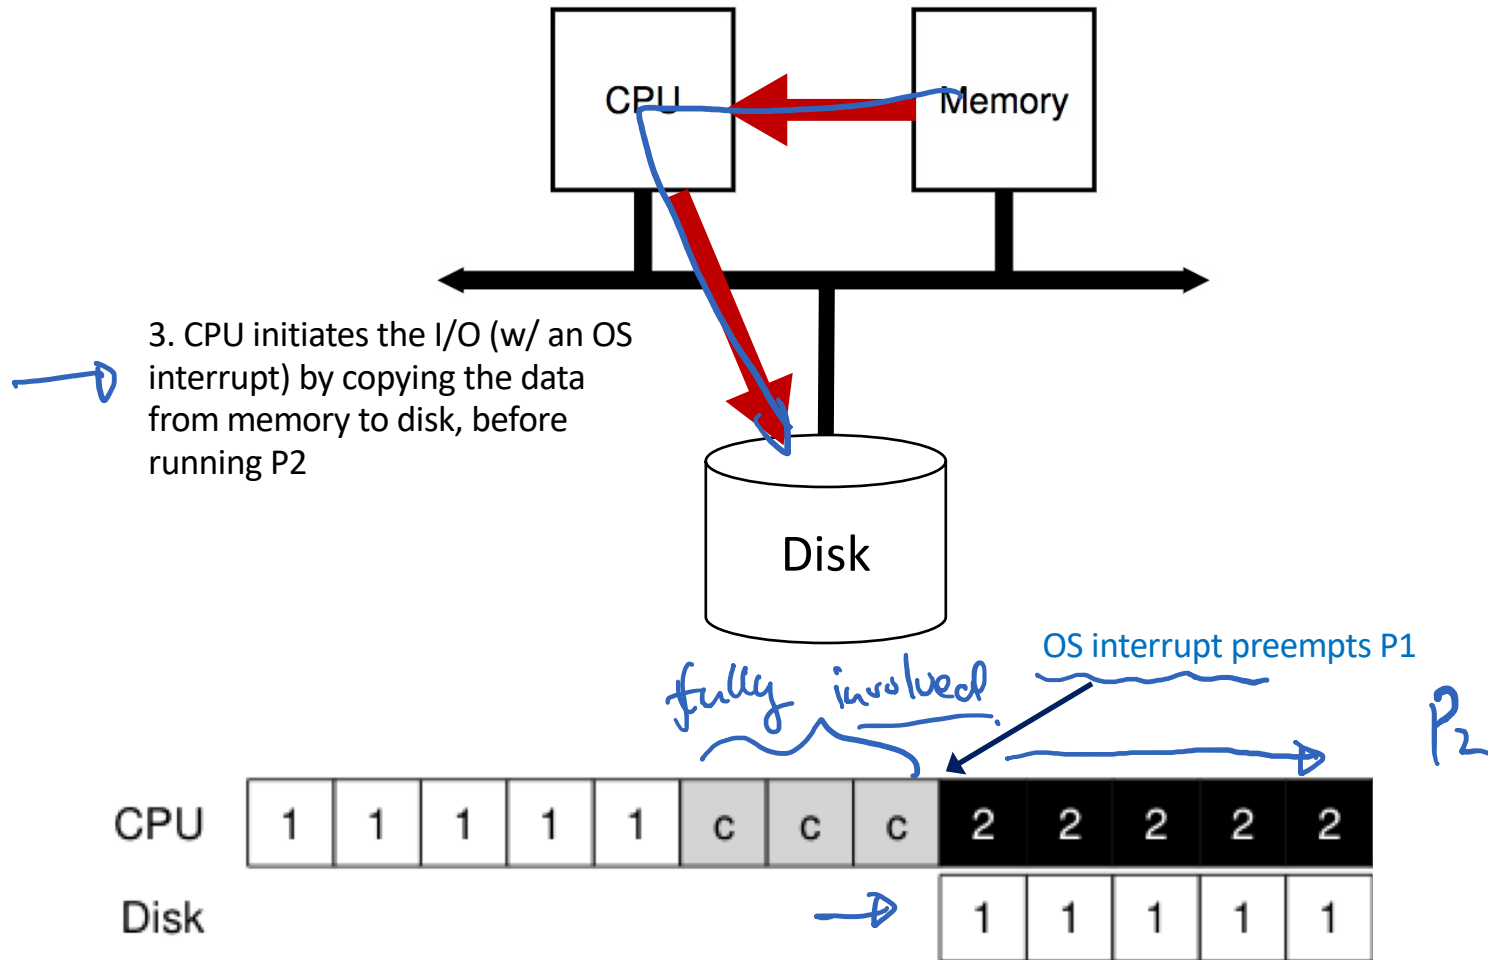 CPU
Memory
3. CPU initiates the I/O (w/ an OS
interrupt) by copying the data
from memory to disk, before
running P2
Disk
OS interrupt preempts P1
fully involved
P2
CPU 1 1 1 1 1 c c c 2 2 2 2 2
Disk 1 1 1 1 1